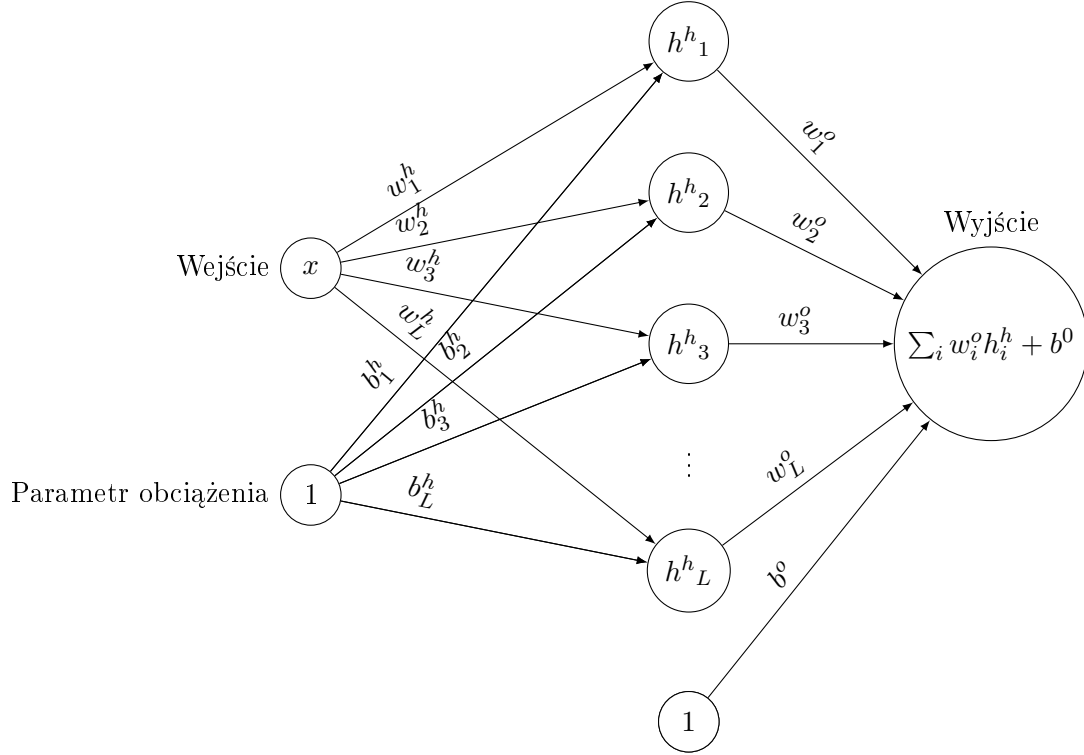 h^h_1
w^o_1
w^h_1
h^h_2
w^h_2
w^o_2
Wyjście
Wejście
x
w^h_3
w^h_L
w^o_3
b^h_1
b^h_2
h^h_3
∑_i w^o_i h^h_i + b^0
b^h_3
⋮
w^o_L
Parametr obciążenia
1
b^h_L
h^h_L
b^o
1